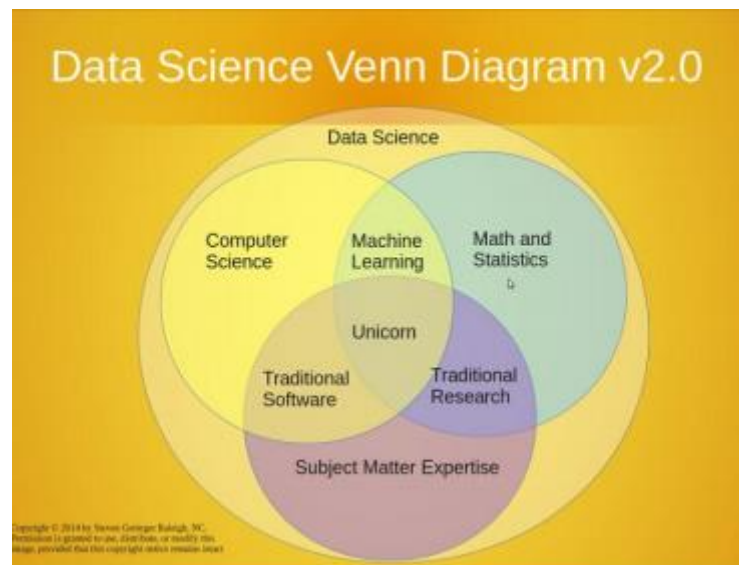 Data Science Venn Diagram v2.0
Data Science
Computer
Science
Machine
Learning
Math and
Statistics
Unicorn
Traditional
Software
Traditional
Research
Subject Matter Expertise
Copyright © 2014 by Steven Geringer Raleigh, NC.
Permission is granted to use, distribute, or modify this
image, provided that this copyright notice remains intact